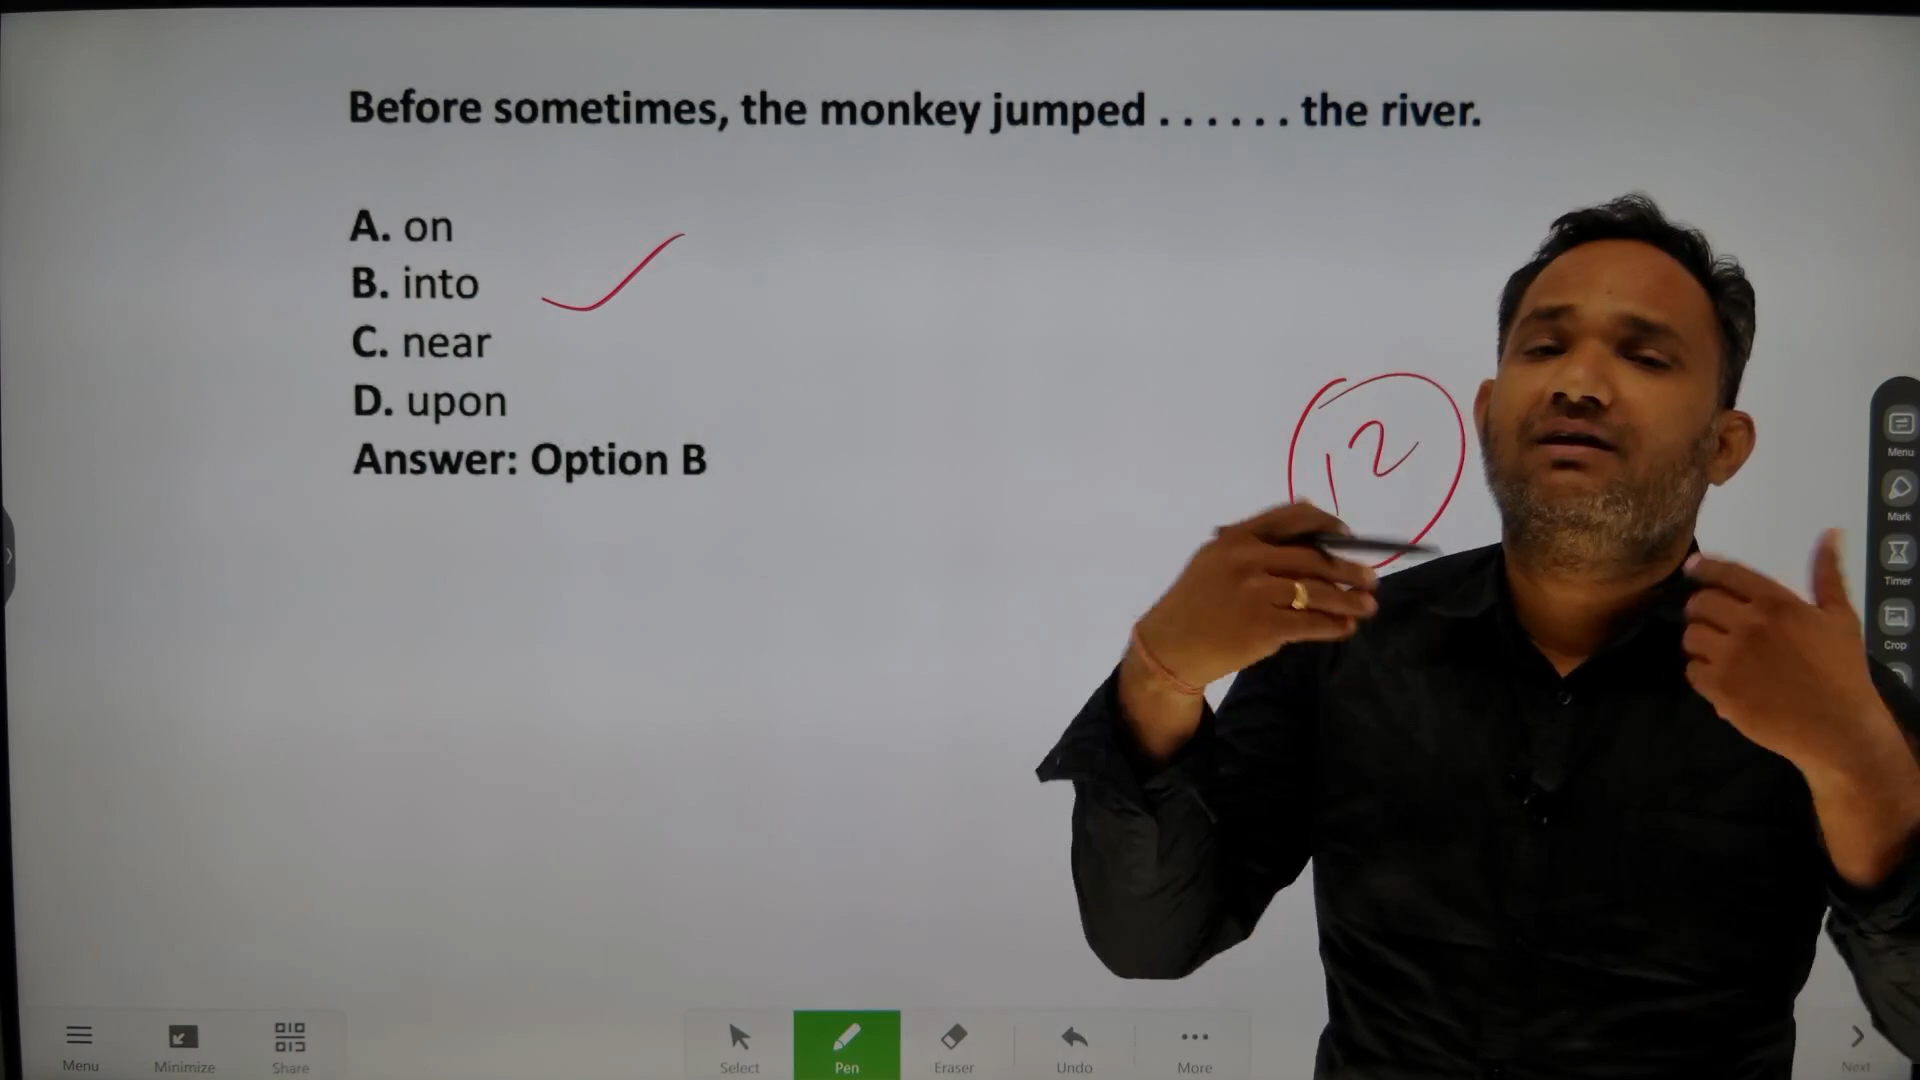 Before sometimes, the monkey jumped . . . . . . the river.
A. on
B. into
C. near
D. upon
Answer: Option B
12
Menu
Mark
Timer
Crop
Menu
Minimize
Share
Select
Pen
Eraser
Undo
More
Next